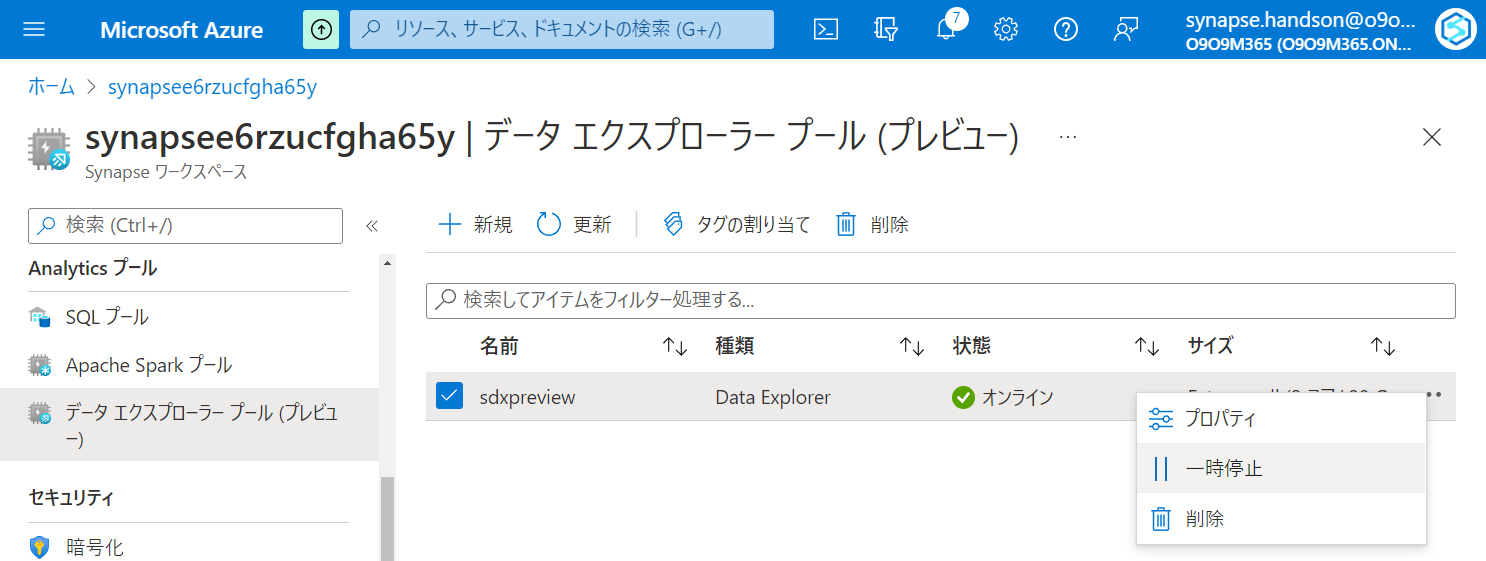 Microsoft Azure
リソース、サービス、ドキュメントの検索 (G+/)
7
synapse.handson@o9o...
O9O9M365 (O9O9M365.ON...
ホーム > synapsee6rzucfgha65y
synapsee6rzucfgha65y | データ エクスプローラー プール (プレビュー) ...
Synapse ワークスペース
検索 (Ctrl+/) «
新規 更新 タグの割り当て 削除
Analytics プール
SQL プール
Apache Spark プール
データ エクスプローラー プール (プレビュ
ー)
セキュリティ
暗号化
検索してアイテムをフィルター処理する...
名前 種類 状態 サイズ
sdxpreview Data Explorer オンライン
プロパティ
一時停止
削除